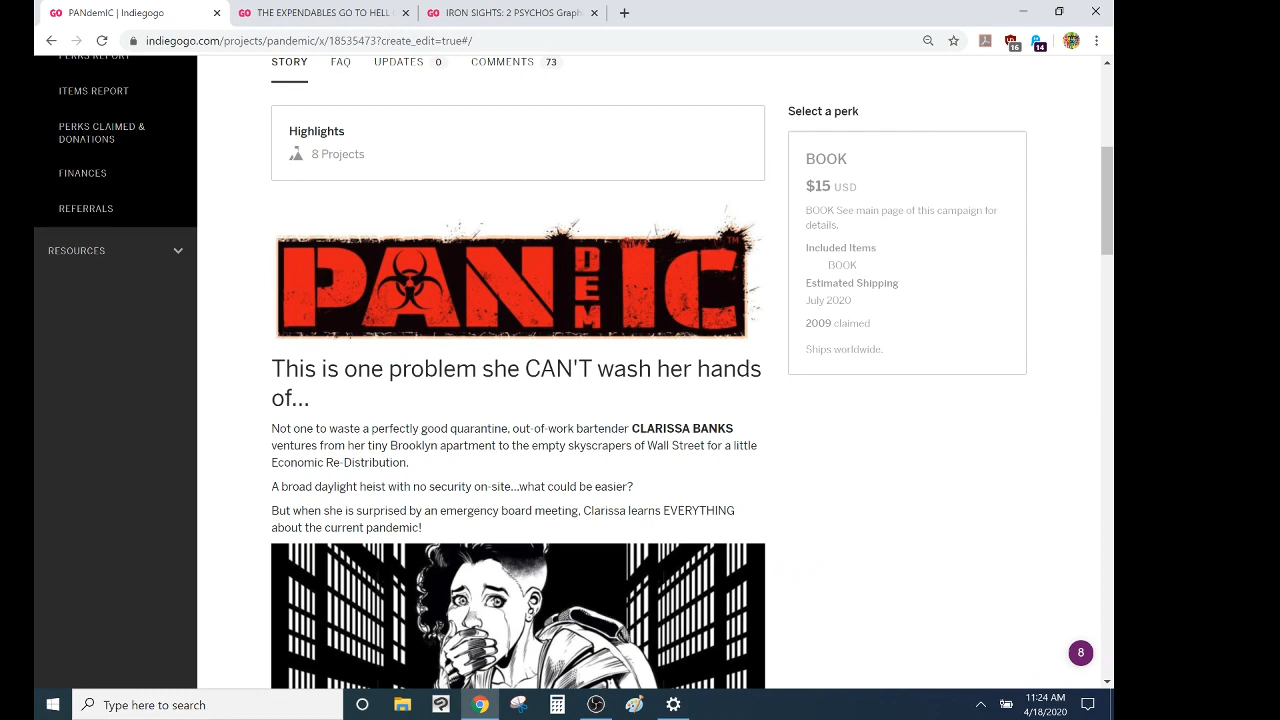 PANdemIC | Indiegogo
THE EXPENDABLES GO TO HELL
IRON SIGHTS: 2 PSYCHOS Graph
indiegogo.com/projects/pandemic/x/18535473?create_edit=true#/
16
14
PERKS REPORT
ITEMS REPORT
PERKS CLAIMED &
DONATIONS
FINANCES
REFERRALS
RESOURCES
STORY FAQ UPDATES 0 COMMENTS 73
Highlights
8 Projects
PANDEMIC™
This is one problem she CAN'T wash her hands
of...
Not one to waste a perfectly good quarantine, out-of-work bartender CLARISSA BANKS
ventures from her tiny Brooklyn apartment to the empty skyscrapers of Wall Street for a little
Economic Re-Distribution.
A broad daylight heist with no security on-site...what could be easier?
But when she is surprised by an emergency board meeting, Clarissa learns EVERYTHING
about the current pandemic!
Select a perk
BOOK
$15 USD
BOOK See main page of this campaign for
details.
Included Items
BOOK
Estimated Shipping
July 2020
2009 claimed
Ships worldwide.
8
Type here to search
11:24 AM
4/18/2020